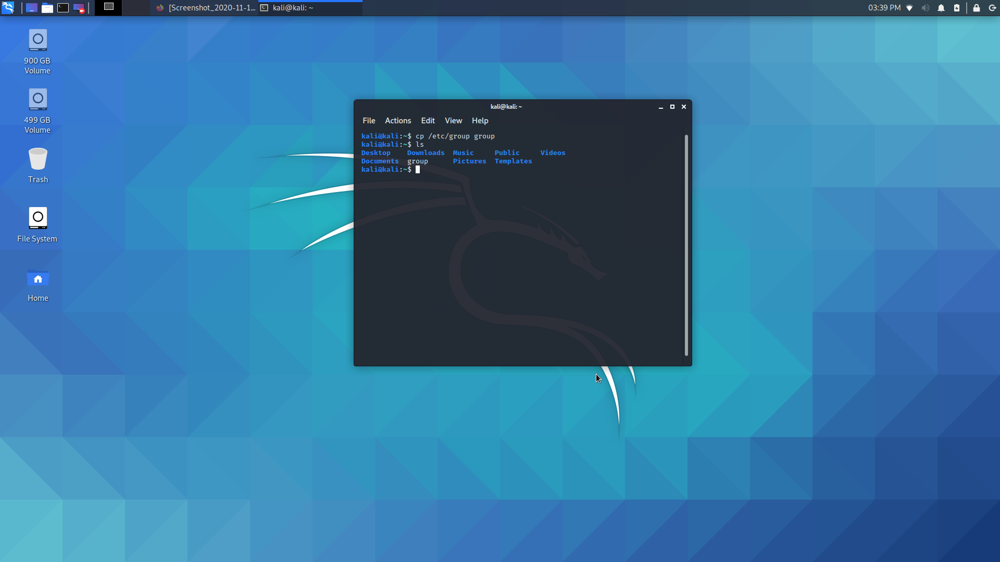 [Screenshot_2020-11-1... kali@kali: ~ 03:39 PM
900 GB
Volume
499 GB
Volume
Trash
File System
Home
kali@kali: ~
File Actions Edit View Help
kali@kali:~$ cp /etc/group group
kali@kali:~$ ls
Desktop Downloads Music Public Videos
Documents group Pictures Templates
kali@kali:~$